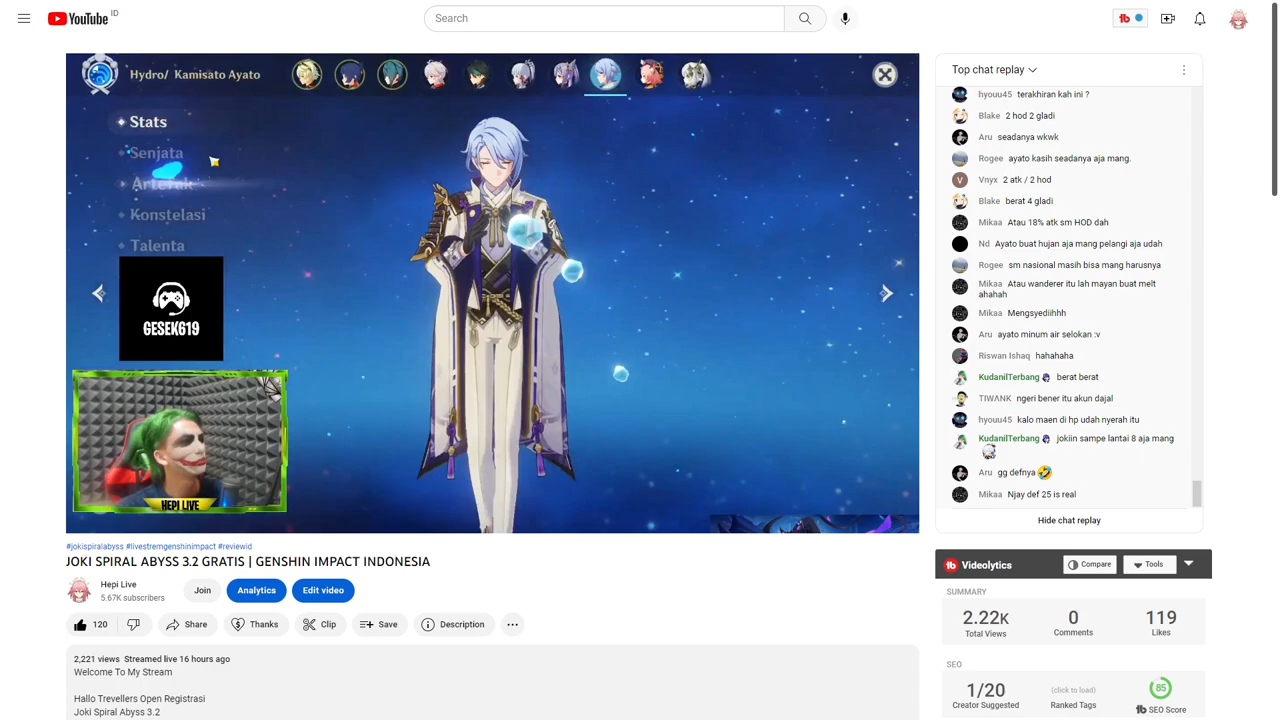 YouTube ID
Search
Hydro/ Kamisato Ayato
Stats
Senjata
Artefak
Konstelasi
Talenta
GESEK619
HEPI LIVE
#jokispiralabyss #livestremgenshinimpact #reviewid
JOKI SPIRAL ABYSS 3.2 GRATIS | GENSHIN IMPACT INDONESIA
Hepi Live
5.67K subscribers
Join
Analytics
Edit video
120
Share
Thanks
Clip
Save
Description
2,221 views Streamed live 16 hours ago
Welcome To My Stream
Hallo Trevellers Open Registrasi
Joki Spiral Abyss 3.2
Top chat replay
hyouu45 terakhiran kah ini ?
Blake 2 hod 2 gladi
Aru seadanya wkwk
Rogee ayato kasih seadanya aja mang.
V Vnyx 2 atk / 2 hod
Blake berat 4 gladi
Mikaa Atau 18% atk sm HOD dah
Nd Ayato buat hujan aja mang pelangi aja udah
Rogee sm nasional masih bisa mang harusnya
Mikaa Atau wanderer itu lah mayan buat melt
ahahah
Mikaa Mengsyediihhh
Aru ayato minum air selokan :v
Riswan Ishaq hahahaha
KudanilTerbang berat berat
TIWΛNK ngeri bener itu akun dajal
hyouu45 kalo maen di hp udah nyerah itu
KudanilTerbang jokiin sampe lantai 8 aja mang
Aru gg defnya 🤣
Mikaa Njay def 25 is real
Hide chat replay
tb Videolytics
Compare
Tools
SUMMARY
2.22K
Total Views
0
Comments
119
Likes
SEO
1/20
Creator Suggested
(click to load)
Ranked Tags
85
tb SEO Score